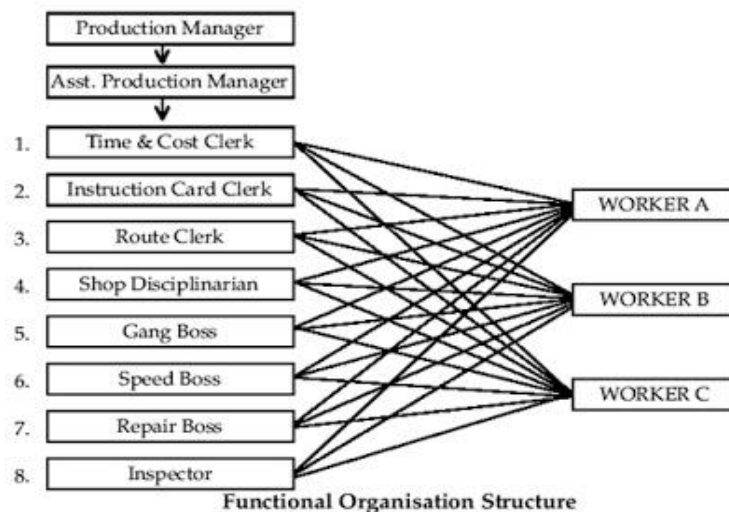 Production Manager
Asst. Production Manager
1. Time & Cost Clerk
2. Instruction Card Clerk
3. Route Clerk
4. Shop Disciplinarian
5. Gang Boss
6. Speed Boss
7. Repair Boss
8. Inspector
WORKER A
WORKER B
WORKER C
Functional Organisation Structure